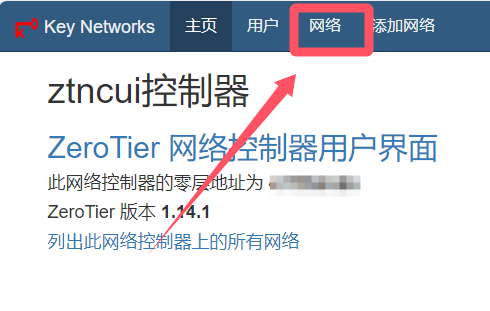 Key Networks 主页 用户 网络 添加网络
ztncui控制器
ZeroTier 网络控制器用户界面
此网络控制器的零层地址为
ZeroTier 版本 1.14.1
列出此网络控制器上的所有网络